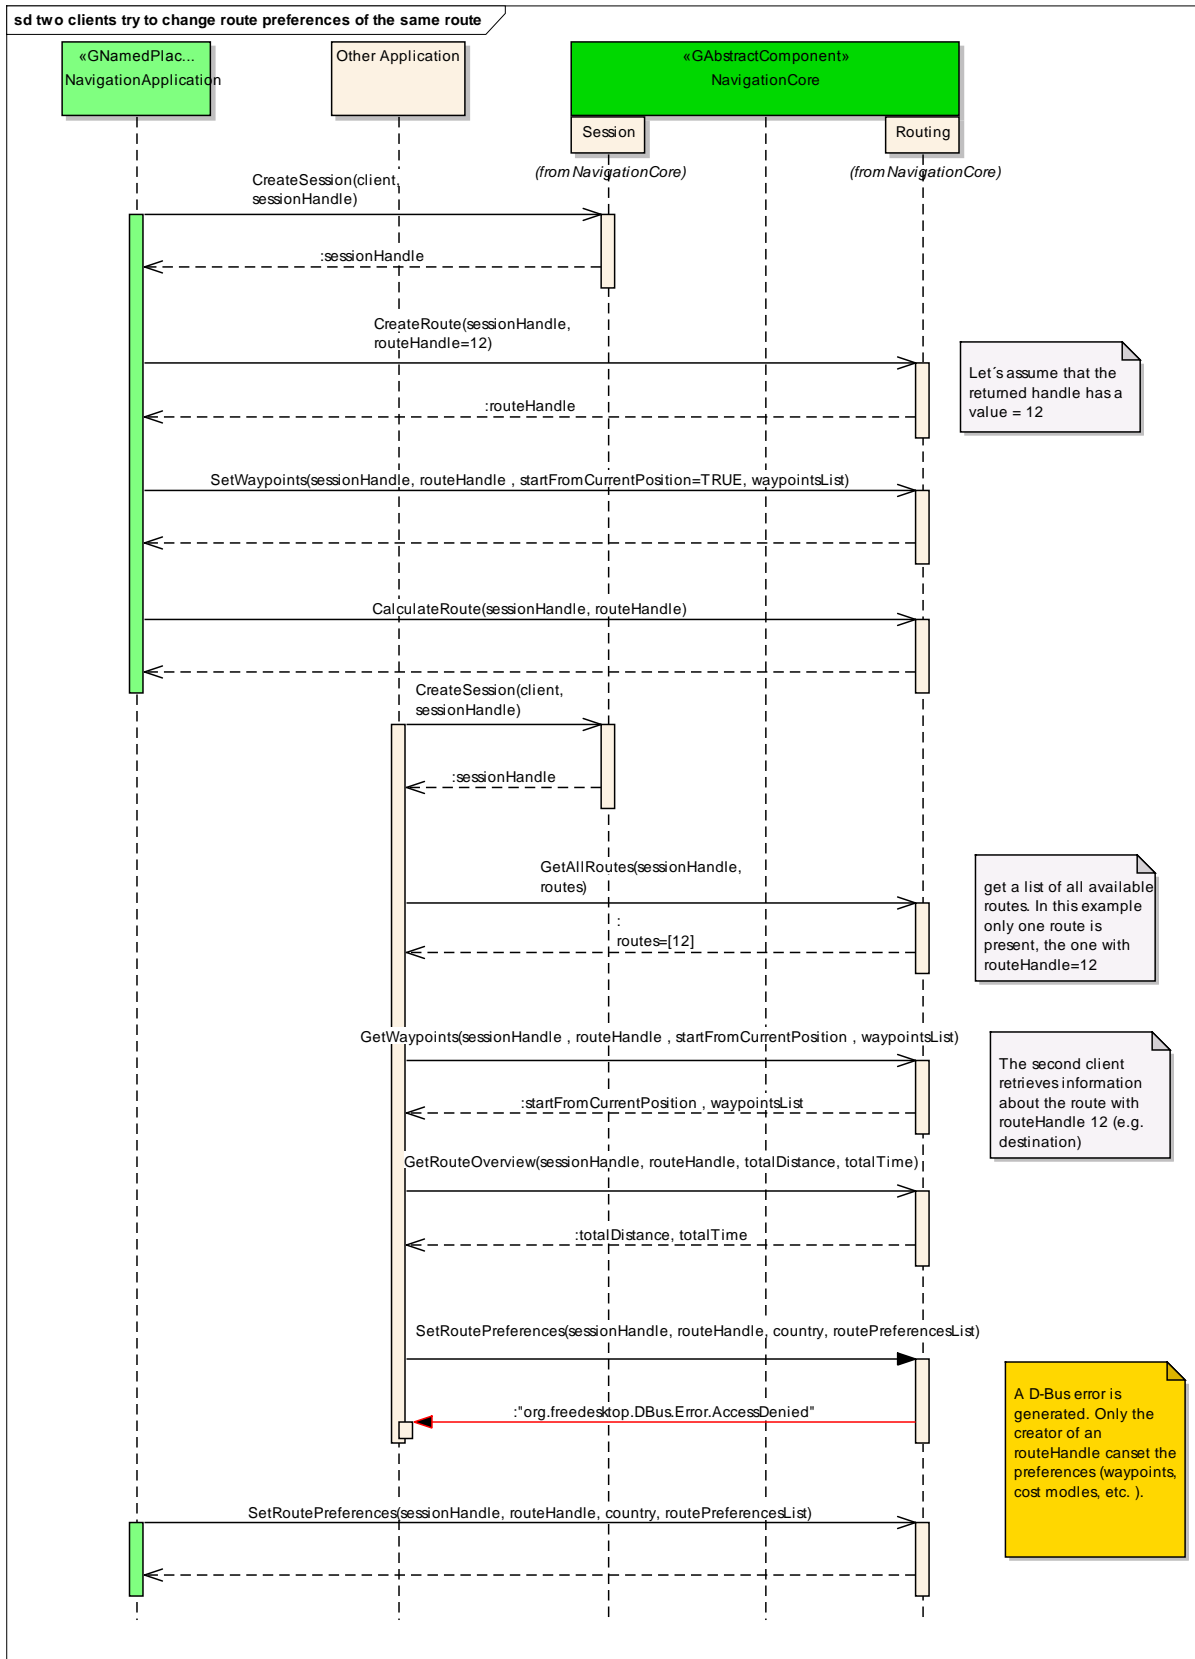 sd two clients try to change route preferences of the same route
«GNamedPlac...
NavigationApplication
Other Application
«GAbstractComponent»
NavigationCore
Session
Routing
(from NavigationCore)
(from NavigationCore)
CreateSession(client,
sessionHandle)
:sessionHandle
CreateRoute(sessionHandle,
routeHandle=12)
Let´s assume that the
returned handle has a
value = 12
:routeHandle
SetWaypoints(sessionHandle, routeHandle , startFromCurrentPosition=TRUE, waypointsList)
CalculateRoute(sessionHandle, routeHandle)
CreateSession(client,
sessionHandle)
:sessionHandle
GetAllRoutes(sessionHandle,
routes)
:
routes=[12]
get a list of all available
routes. In this example
only one route is
present, the one with
routeHandle=12
GetWaypoints(sessionHandle , routeHandle , startFromCurrentPosition , waypointsList)
:startFromCurrentPosition , waypointsList
The second client
retrieves information
about the route with
routeHandle 12 (e.g.
destination)
GetRouteOverview(sessionHandle, routeHandle, totalDistance, totalTime)
:totalDistance, totalTime
SetRoutePreferences(sessionHandle, routeHandle, country, routePreferencesList)
:"org.freedesktop.DBus.Error.AccessDenied"
A D-Bus error is
generated. Only the
creator of an
routeHandle canset the
preferences (waypoints,
cost modles, etc. ).
SetRoutePreferences(sessionHandle, routeHandle, country, routePreferencesList)